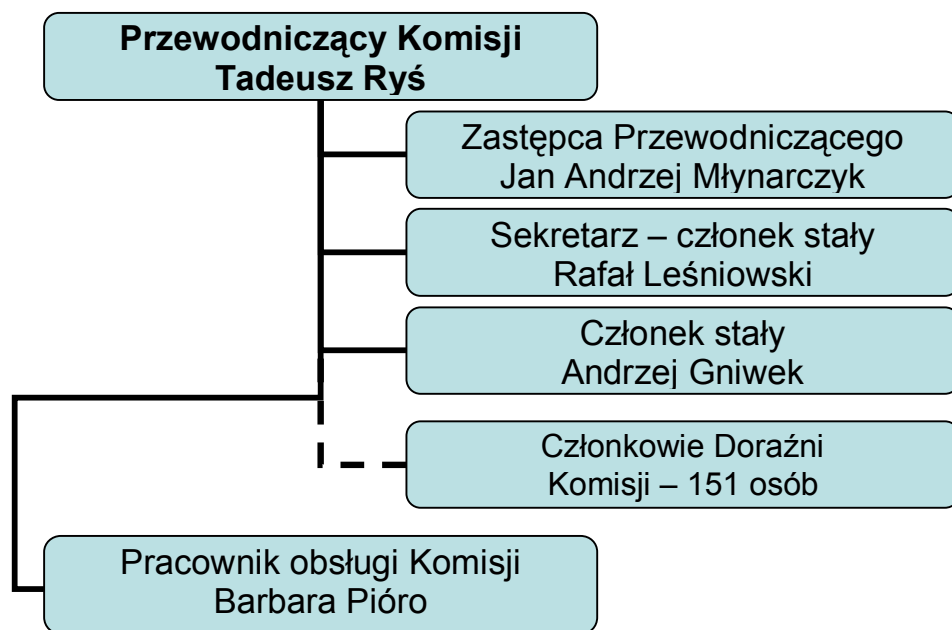 Przewodniczący Komisji
Tadeusz Ryś
Zastępca Przewodniczącego
Jan Andrzej Młynarczyk
Sekretarz – członek stały
Rafał Leśniowski
Członek stały
Andrzej Gniwek
Członkowie Doraźni
Komisji – 151 osób
Pracownik obsługi Komisji
Barbara Pióro